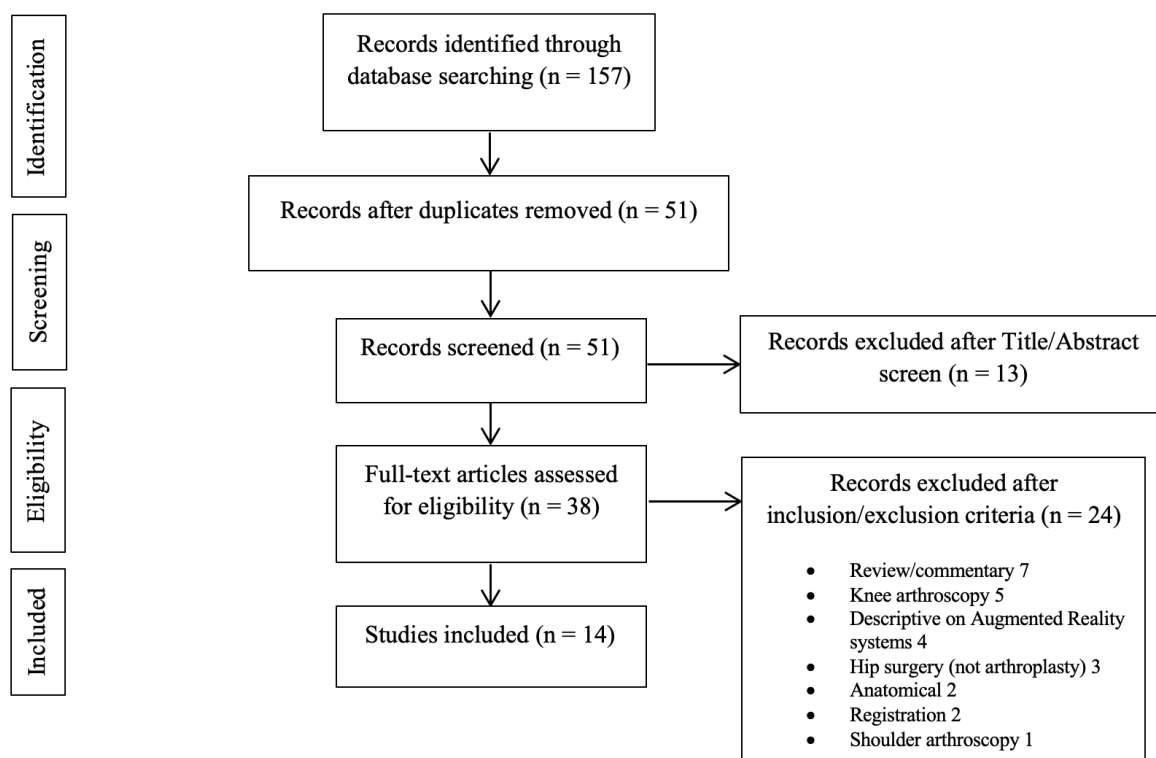 Identification
Records identified through
database searching (n = 157)
Records after duplicates removed (n = 51)
Screening
Records screened (n = 51)
Records excluded after Title/Abstract
screen (n = 13)
Eligibility
Full-text articles assessed
for eligibility (n = 38)
Records excluded after
inclusion/exclusion criteria (n = 24)
• Review/commentary 7
• Knee arthroscopy 5
• Descriptive on Augmented Reality
systems 4
• Hip surgery (not arthroplasty) 3
• Anatomical 2
• Registration 2
• Shoulder arthroscopy 1
Included
Studies included (n = 14)